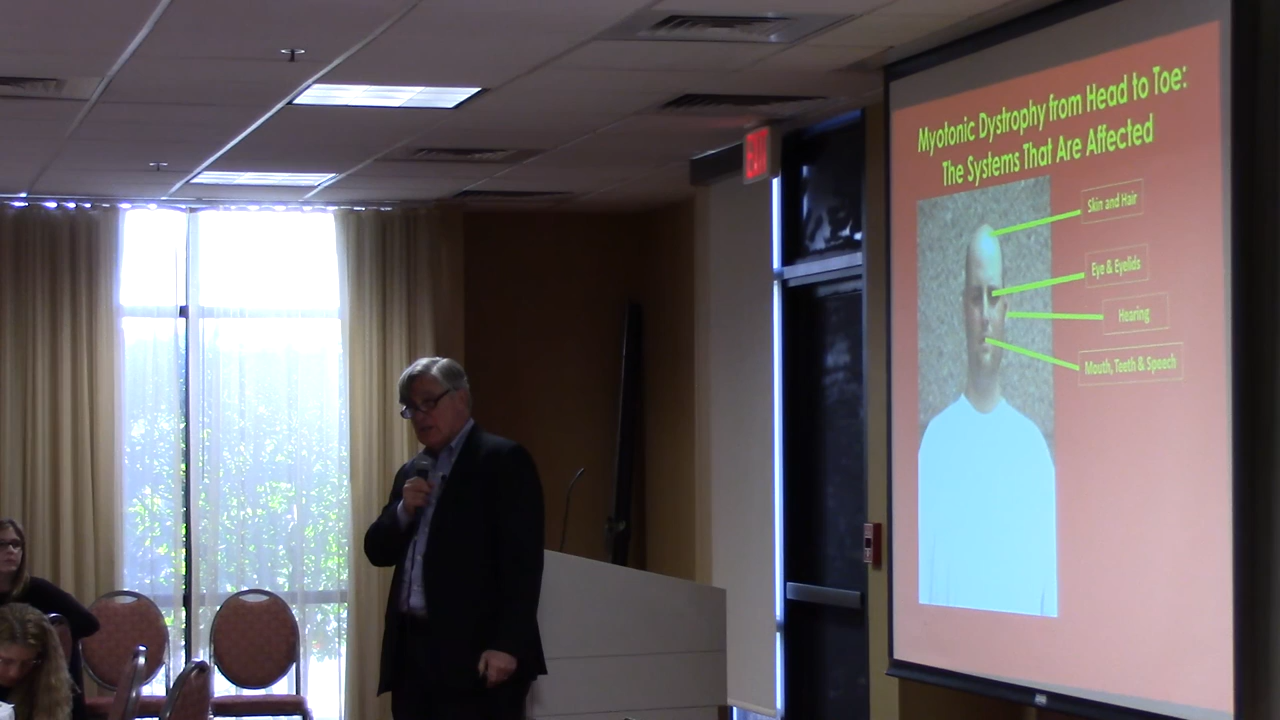 Myotonic Dystrophy from Head to Toe:
The Systems That Are Affected
Skin and Hair
Eye & Eyelids
Hearing
Mouth, Teeth & Speech
EXIT